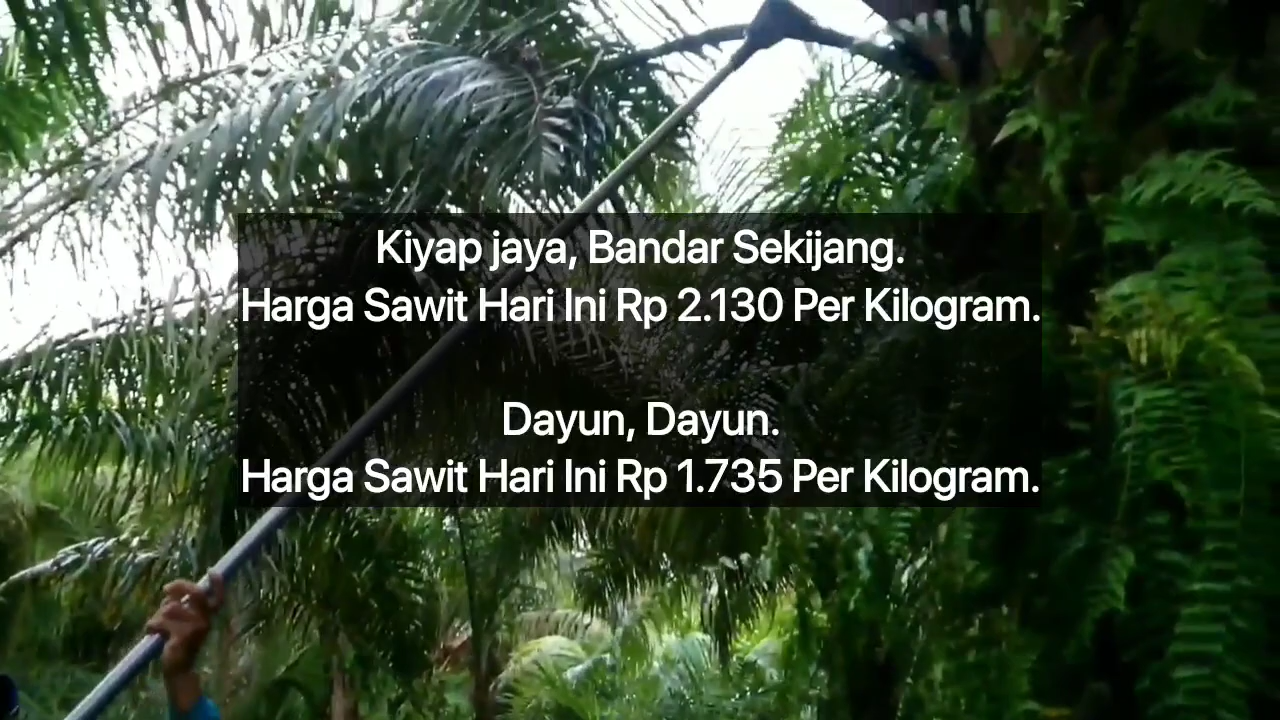 Kiyap jaya, Bandar Sekijang.
Harga Sawit Hari Ini Rp 2.130 Per Kilogram.
Dayun, Dayun.
Harga Sawit Hari Ini Rp 1.735 Per Kilogram.